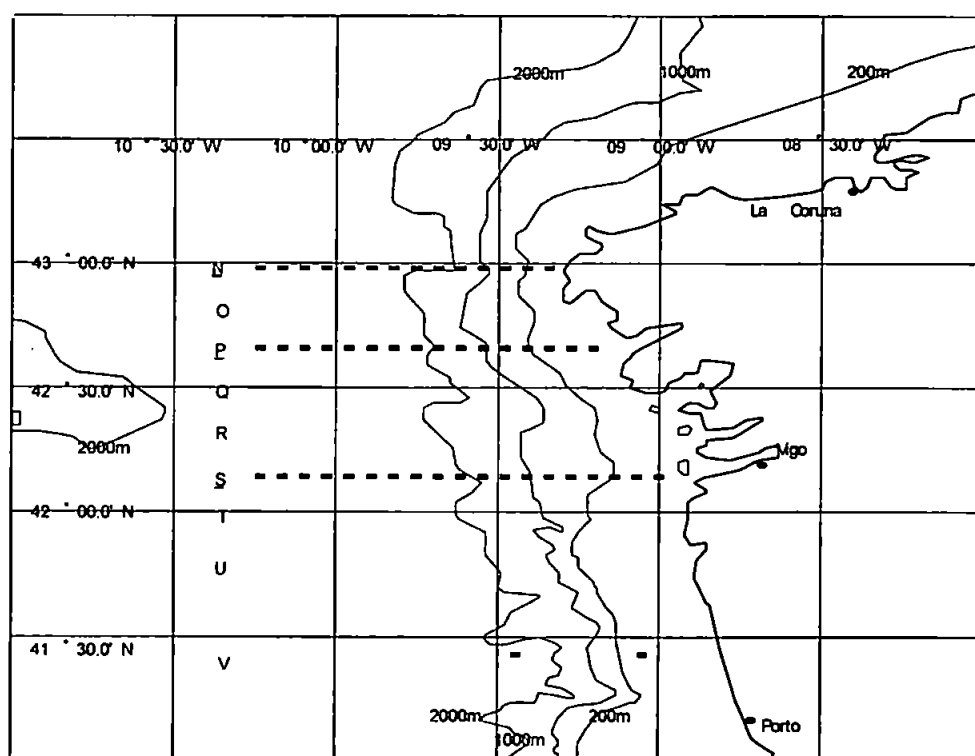 2000m 1000m 200m
10° 30.0' W 10° 00.0' W 09° 30.0' W 09° 00.0' W 08° 30.0' W
La Coruna
43° 00.0' N N
O
P
42° 30.0' N Q
R
2000m
Vigo
S
42° 00.0' N T
U
41° 30.0' N
V
2000m 200m
Porto
1000m